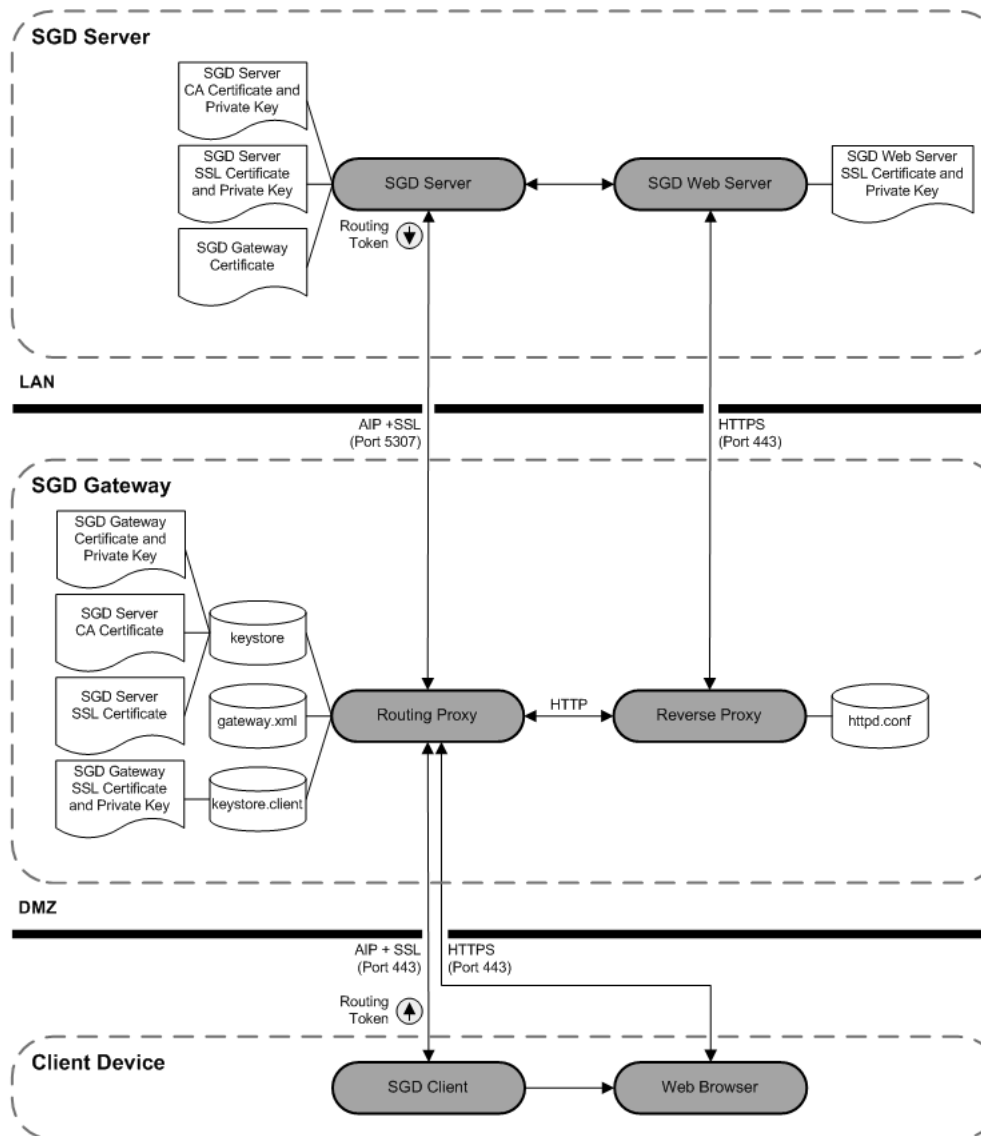 SGD Server
SGD Server
CA Certificate and
Private Key
SGD Server
SSL Certificate
and Private Key
SGD Gateway
Certificate
SGD Server
SGD Web Server
SGD Web Server
SSL Certificate and
Private Key
Routing
Token
LAN
AIP +SSL
(Port 5307)
HTTPS
(Port 443)
SGD Gateway
SGD Gateway
Certificate and
Private Key
SGD Server
CA Certificate
SGD Server
SSL Certificate
SGD Gateway
SSL Certificate
and Private Key
keystore
gateway.xml
keystore.client
Routing Proxy
HTTP
Reverse Proxy
httpd.conf
DMZ
AIP + SSL
(Port 443)
HTTPS
(Port 443)
Routing
Token
Client Device
SGD Client
Web Browser